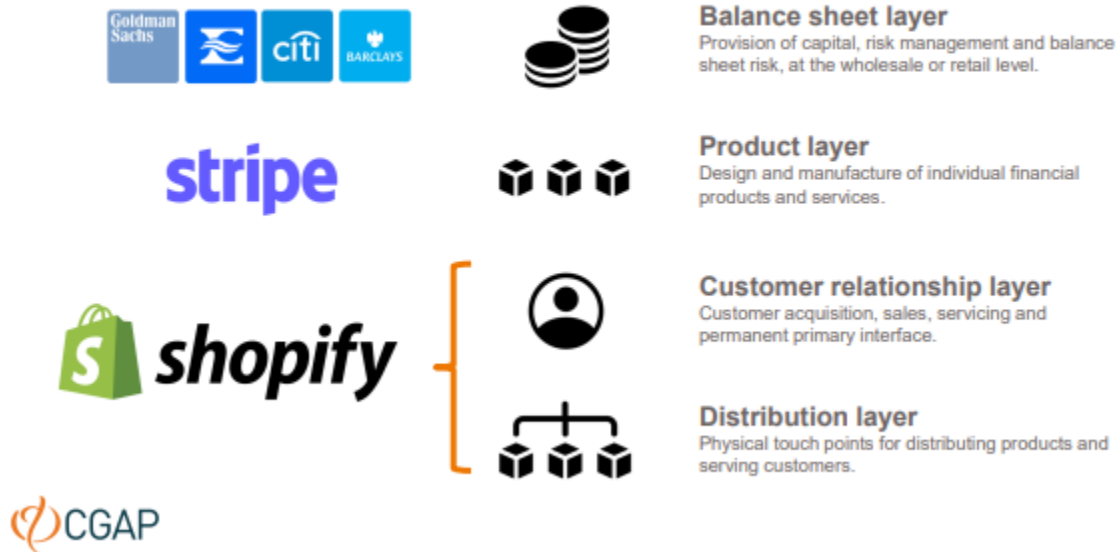 Goldman
Sachs
citi
BARCLAYS
Balance sheet layer
Provision of capital, risk management and balance
sheet risk, at the wholesale or retail level.
stripe
Product layer
Design and manufacture of individual financial
products and services.
S shopify
Customer relationship layer
Customer acquisition, sales, servicing and
permanent primary interface.
Distribution layer
Physical touch points for distributing products and
serving customers.
CGAP